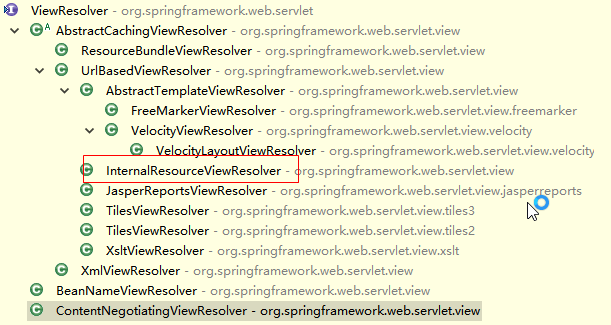 ViewResolver - org.springframework.web.servlet
AbstractCachingViewResolver - org.springframework.web.servlet.view
ResourceBundleViewResolver - org.springframework.web.servlet.view
UrlBasedViewResolver - org.springframework.web.servlet.view
AbstractTemplateViewResolver - org.springframework.web.servlet.view
FreeMarkerViewResolver - org.springframework.web.servlet.view.freemarker
VelocityViewResolver - org.springframework.web.servlet.view.velocity
VelocityLayoutViewResolver - org.springframework.web.servlet.view.velocity
InternalResourceViewResolver - org.springframework.web.servlet.view
JasperReportsViewResolver - org.springframework.web.servlet.view.jasperreports
TilesViewResolver - org.springframework.web.servlet.view.tiles3
TilesViewResolver - org.springframework.web.servlet.view.tiles2
XsltViewResolver - org.springframework.web.servlet.view.xslt
XmlViewResolver - org.springframework.web.servlet.view
BeanNameViewResolver - org.springframework.web.servlet.view
ContentNegotiatingViewResolver - org.springframework.web.servlet.view